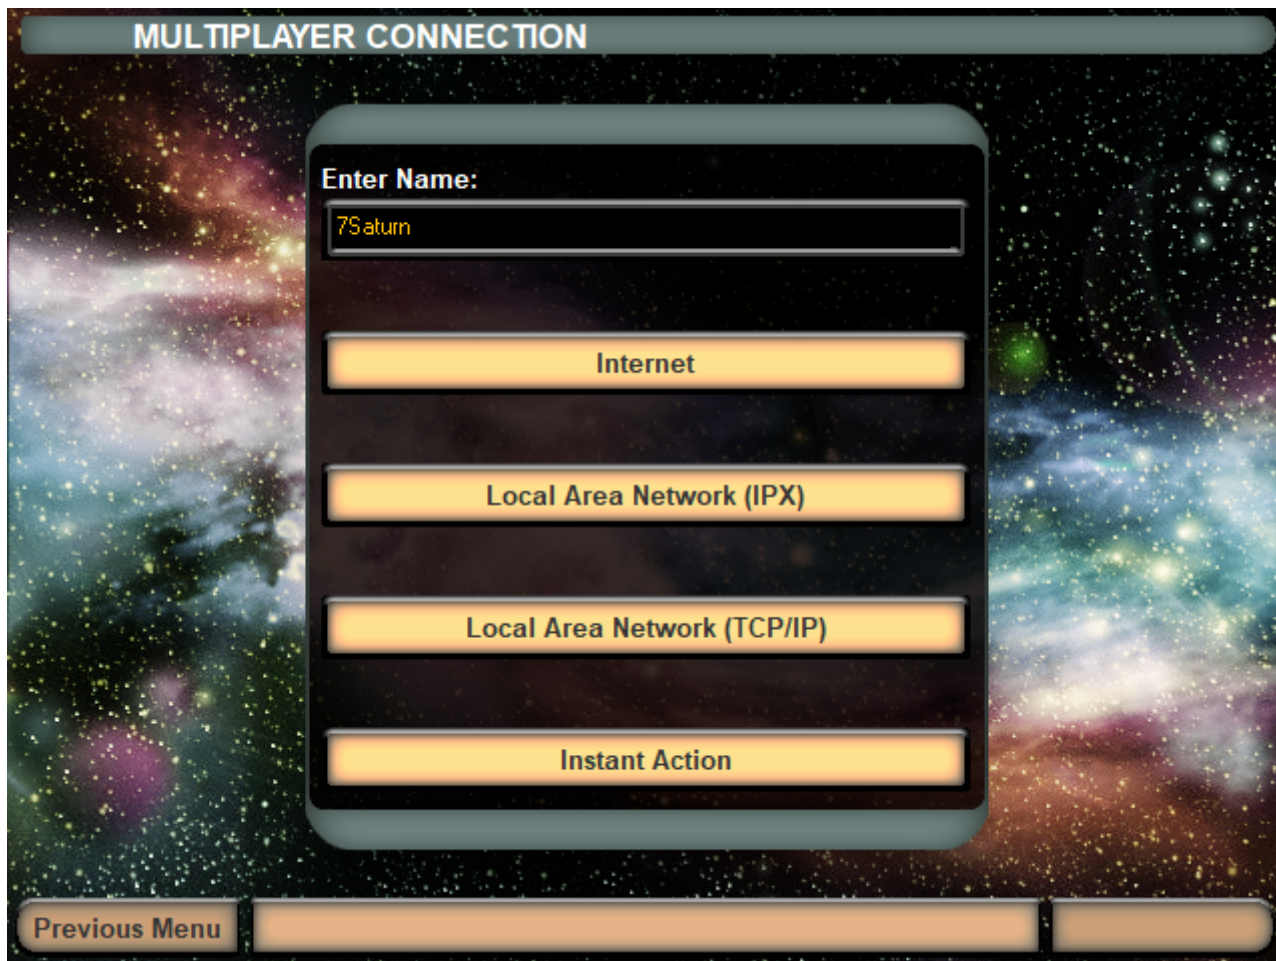 MULTIPLAYER CONNECTION
Enter Name:
7Saturn
Internet
Local Area Network (IPX)
Local Area Network (TCP/IP)
Instant Action
Previous Menu